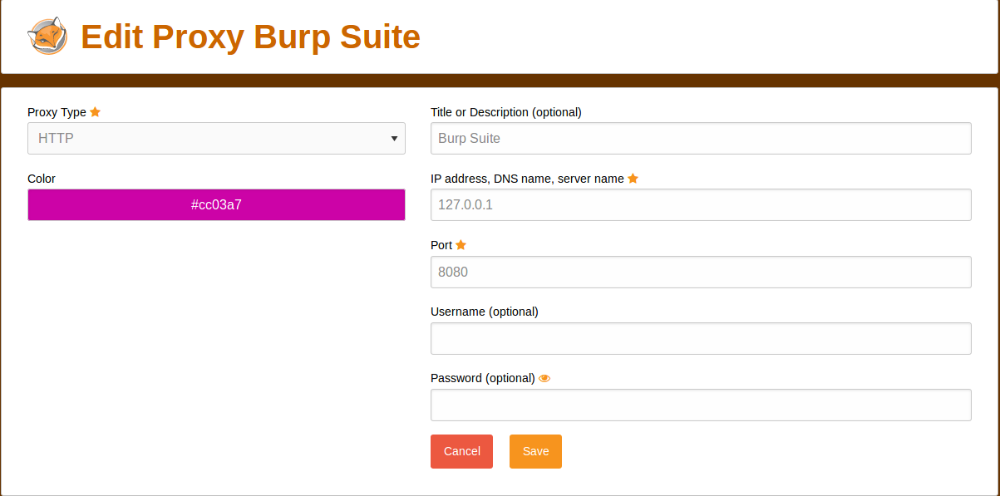 Edit Proxy Burp Suite
Proxy Type
HTTP
Color
#cc03a7
Title or Description (optional)
Burp Suite
IP address, DNS name, server name
127.0.0.1
Port
8080
Username (optional)
Password (optional)
Cancel
Save